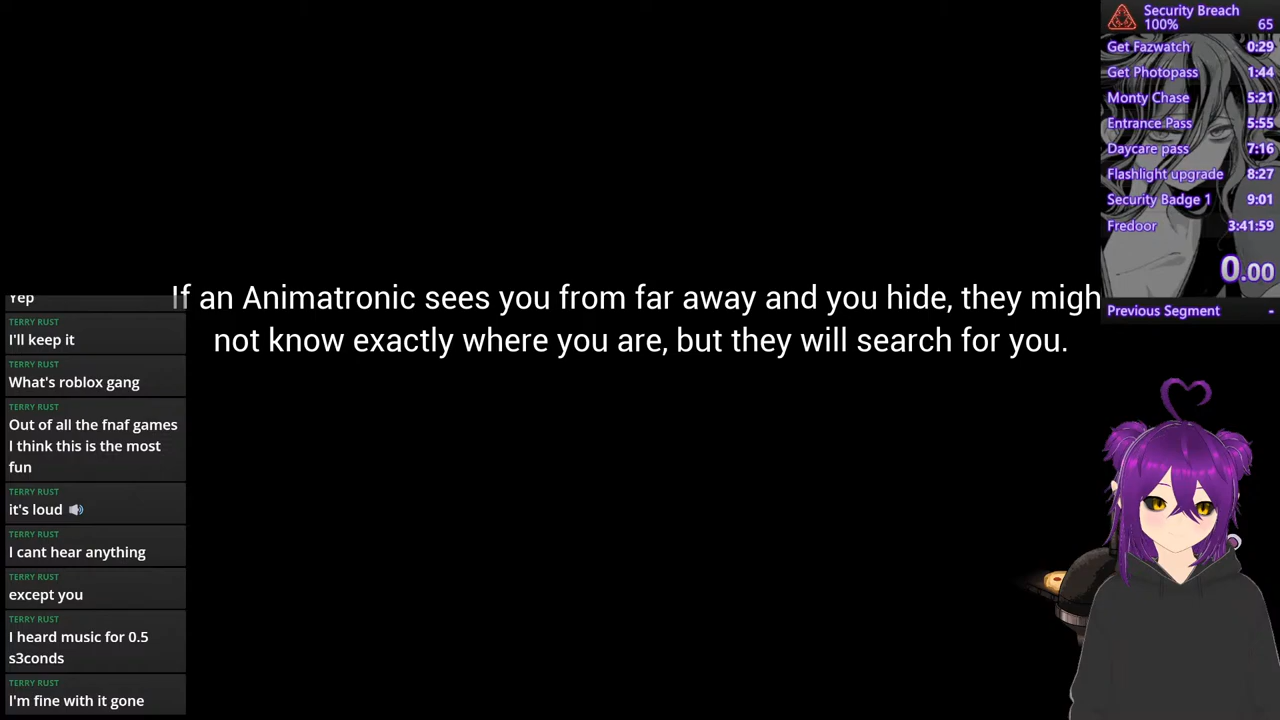 Security Breach
100% 65
Get Fazwatch 0:29
Get Photopass 1:44
Monty Chase 5:21
Entrance Pass 5:55
Daycare pass 7:16
Flashlight upgrade 8:27
Security Badge 1 9:01
Fredoor 3:41:59
0.00
Previous Segment -
If an Animatronic sees you from far away and you hide, they migh
not know exactly where you are, but they will search for you.
Yep
TERRY RUST
I'll keep it
TERRY RUST
What's roblox gang
TERRY RUST
Out of all the fnaf games
I think this is the most
fun
TERRY RUST
it's loud 🔊
TERRY RUST
I cant hear anything
TERRY RUST
except you
TERRY RUST
I heard music for 0.5
s3conds
TERRY RUST
I'm fine with it gone